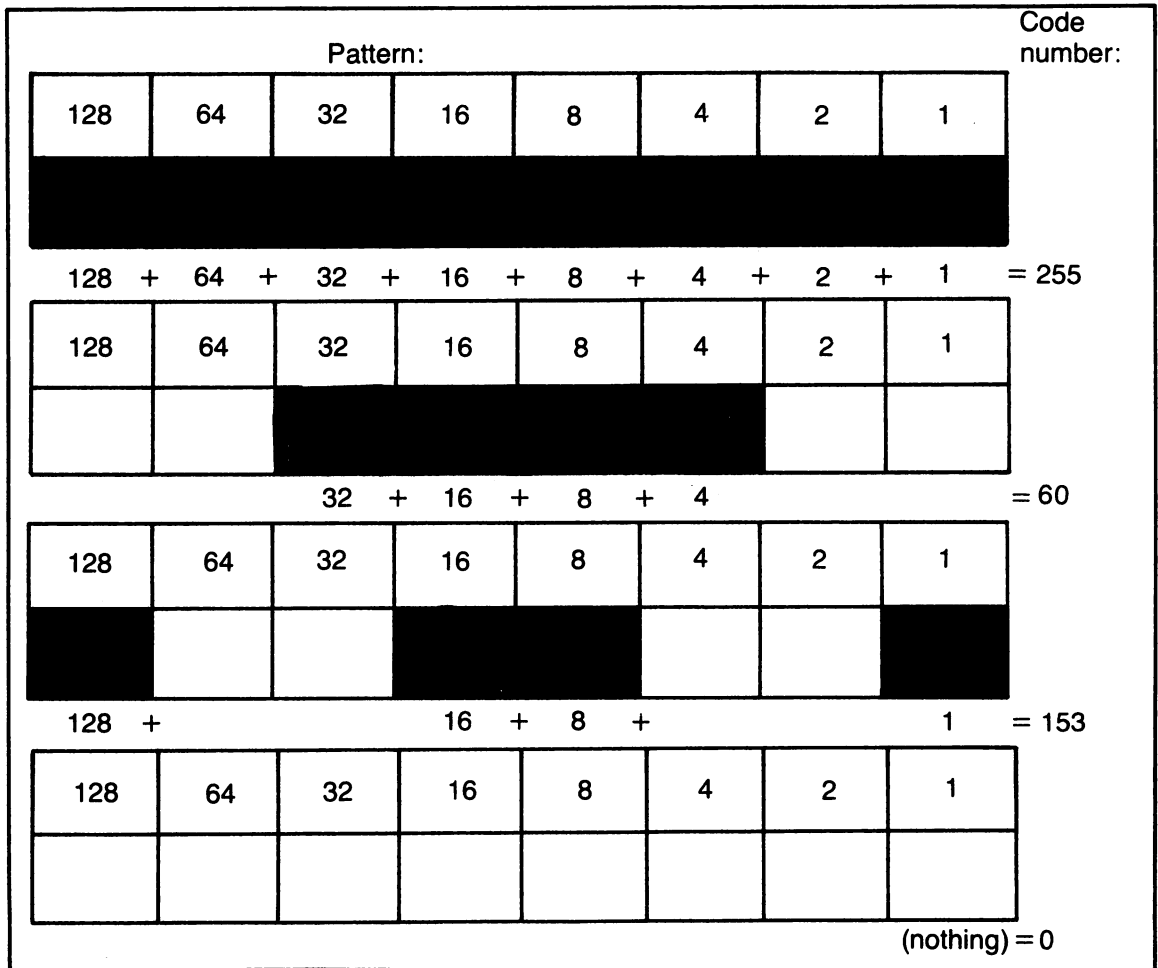 Code
Pattern: number:
128 64 32 16 8 4 2 1
128 + 64 + 32 + 16 + 8 + 4 + 2 + 1 = 255
128 64 32 16 8 4 2 1
32 + 16 + 8 + 4 = 60
128 64 32 16 8 4 2 1
128 + 16 + 8 + 1 = 153
128 64 32 16 8 4 2 1
(nothing) = 0